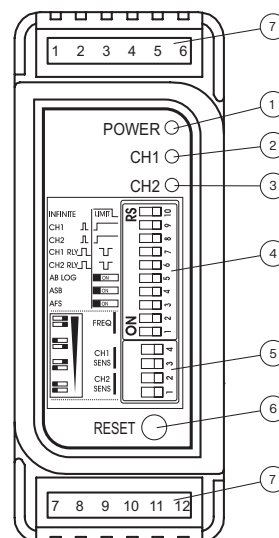 7
1 2 3 4 5 6
1
POWER
2
CH1
3
CH2
INFINITE LIMIT
CH1
CH2
CH1 RLY
CH2 RLY
AB LOG ON
ASB ON
AFS ON
FREQ
CH1 SENS
CH2 SENS
RS
ON
1 2 3 4 5 6 7 8 9 10
4
1 2 3 4
5
RESET
6
7 8 9 10 11 12
7